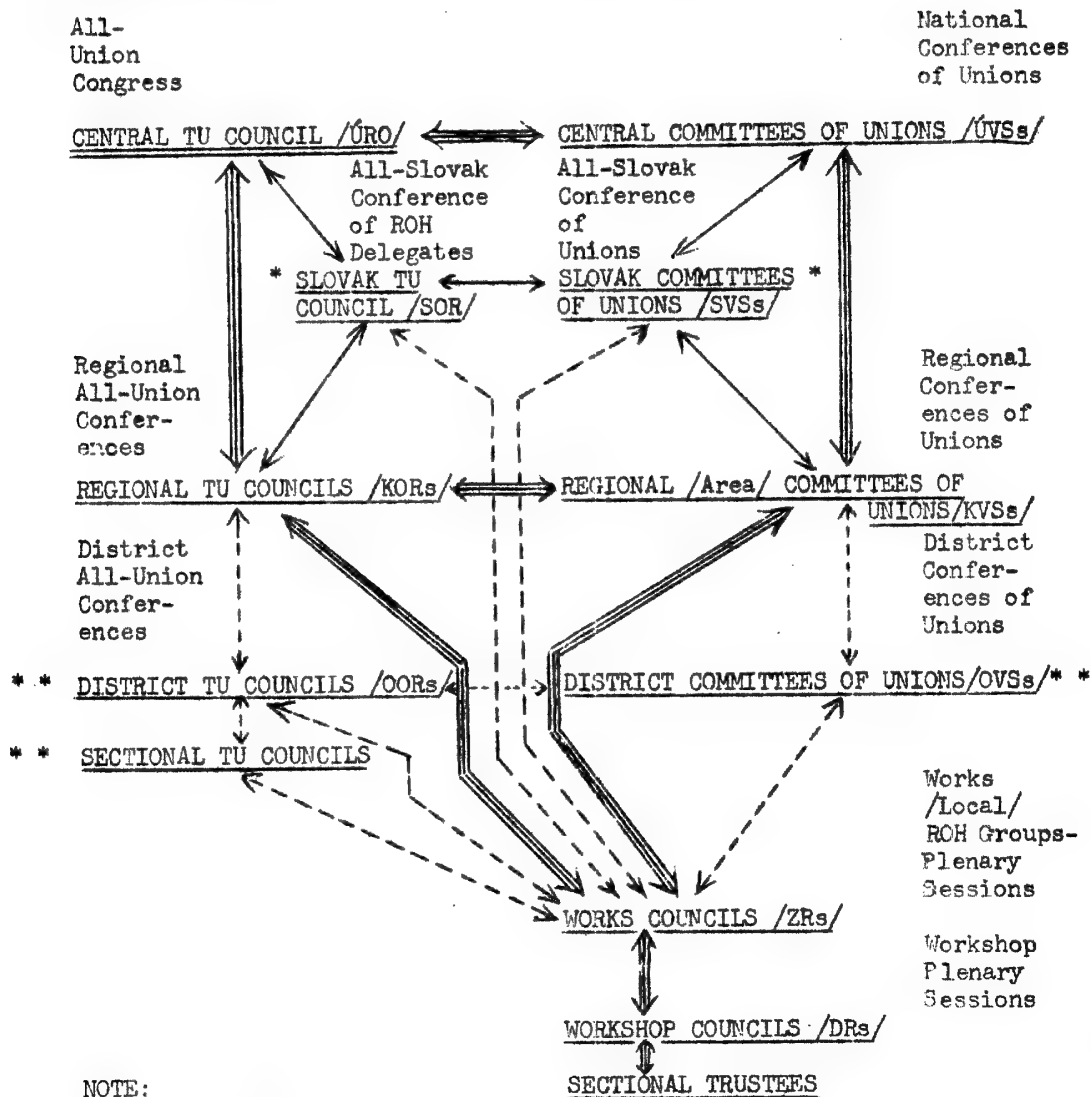 All-
Union
Congress
National
Conferences
of Unions
CENTRAL TU COUNCIL /ÚRO/
CENTRAL COMMITTEES OF UNIONS /ÚVSs/
All-Slovak
Conference
of ROH
Delegates
All-Slovak
Conference
of
Unions
* SLOVAK TU
COUNCIL /SOR/
SLOVAK COMMITTEES *
OF UNIONS /SVSs/
Regional
All-Union
Confer-
ences
Regional
Confer-
ences of
Unions
REGIONAL TU COUNCILS /KORs/
REGIONAL /Area/ COMMITTEES OF
UNIONS/KVSs/
District
All-Union
Confer-
ences
District
Confer-
ences of
Unions
* * DISTRICT TU COUNCILS /OORs/
DISTRICT COMMITTEES OF UNIONS/OVSs/* *
* * SECTIONAL TU COUNCILS
Works
/Local/
ROH Groups-
Plenary
Sessions
WORKS COUNCILS /ZRs/
Workshop
Plenary
Sessions
WORKSHOP COUNCILS /DRs/
NOTE:
SECTIONAL TRUSTEES